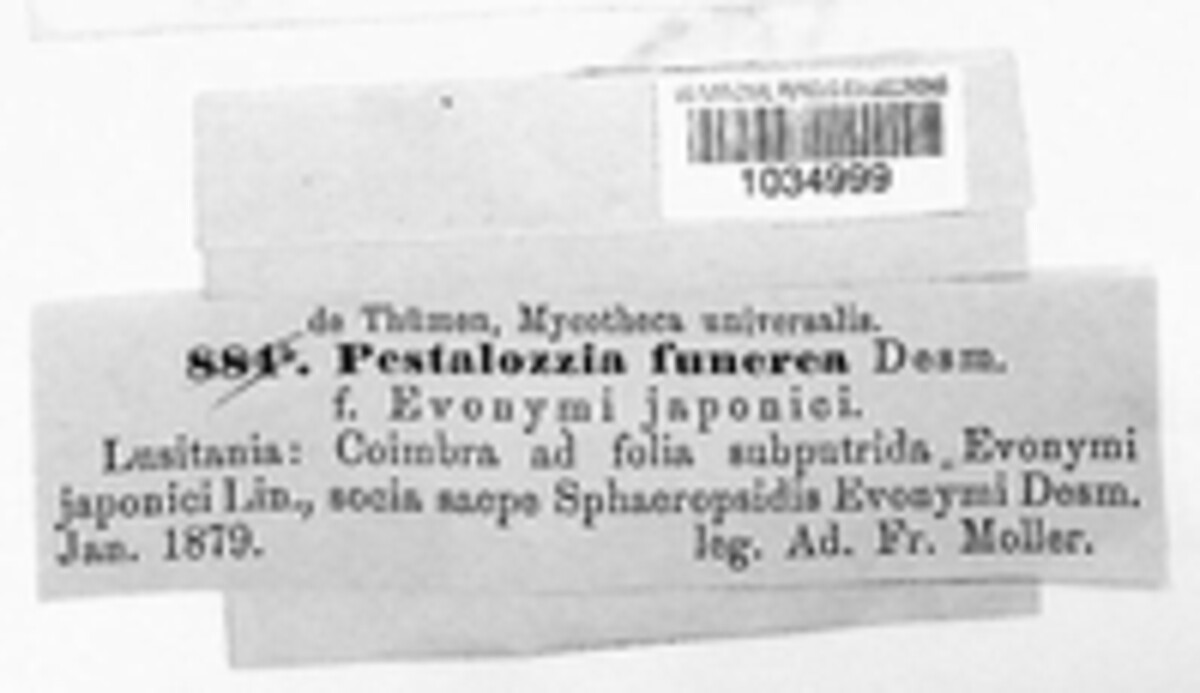 1034999
de Thümen, Mycotheca universalis.
884ᵇ. Pestalozzia funerea Desm.
f. Evonymi japonici.
Lusitania: Coimbra ad folia subputrida Evonymi
japonici Lin., socia saepe Sphaeropsidis Evonymi Desm.
Jan. 1879. leg. Ad. Fr. Moller.